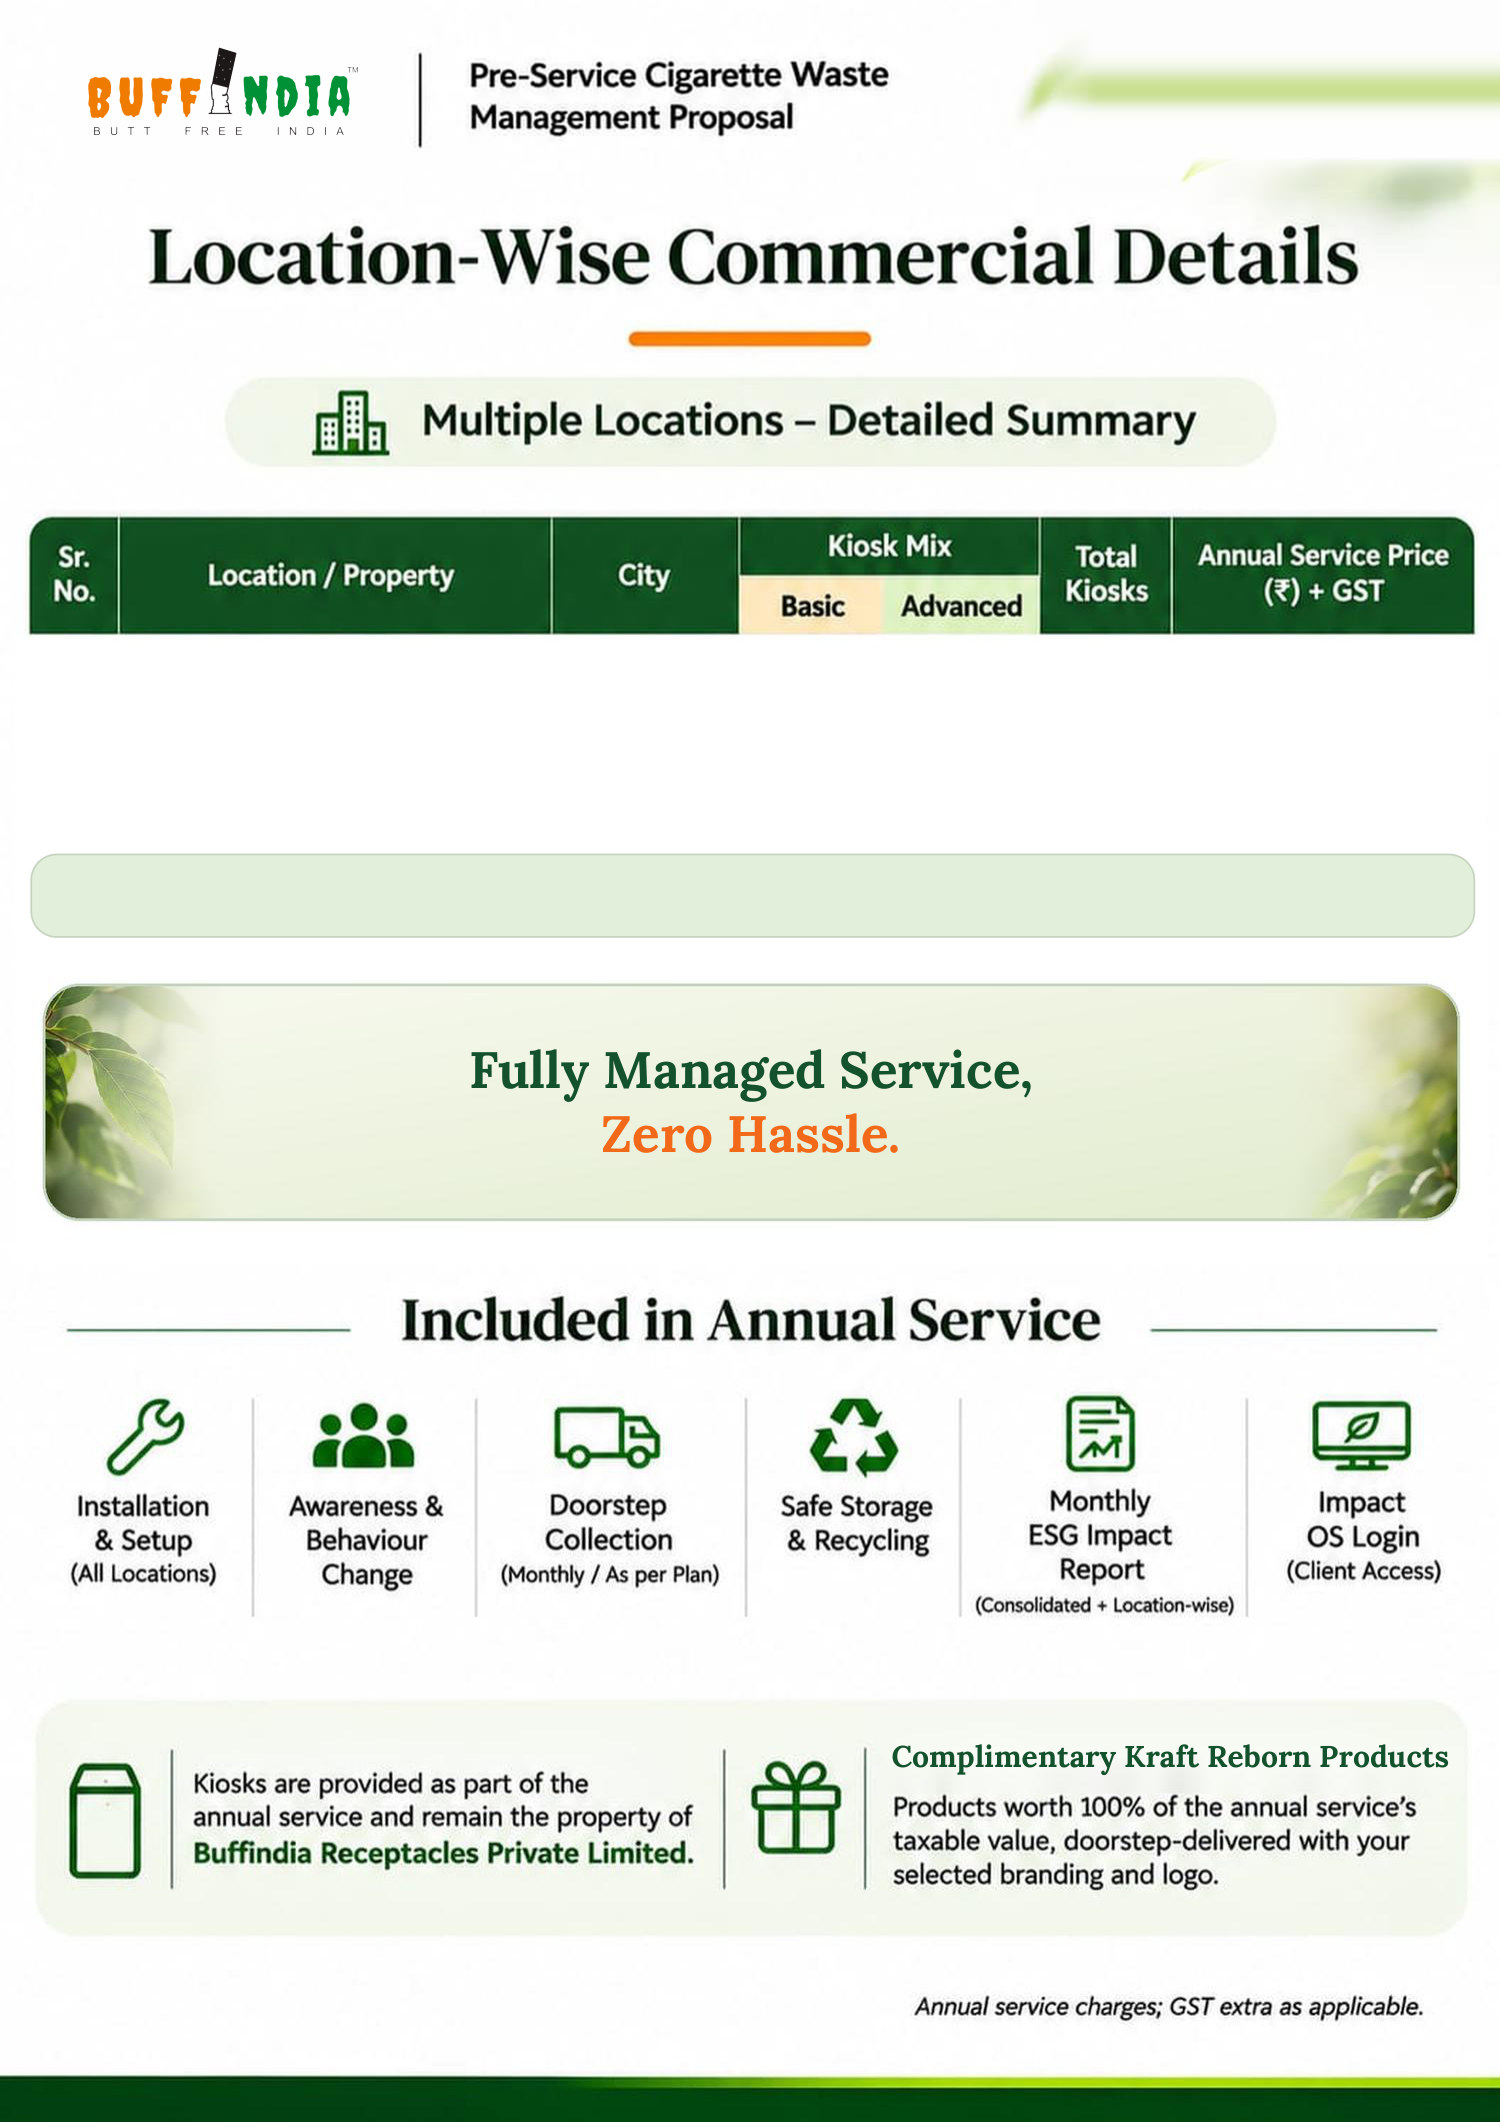 BUFFINDIA™
BUTT FREE INDIA
Pre-Service Cigarette Waste
Management Proposal
Location-Wise Commercial Details
Multiple Locations – Detailed Summary
Sr.
No.
Location / Property
City
Kiosk Mix
Basic
Advanced
Total
Kiosks
Annual Service Price
(₹) + GST
Fully Managed Service,
Zero Hassle.
Included in Annual Service
Installation
& Setup
(All Locations)
Awareness &
Behaviour
Change
Doorstep
Collection
(Monthly / As per Plan)
Safe Storage
& Recycling
Monthly
ESG Impact
Report
(Consolidated + Location-wise)
Impact
OS Login
(Client Access)
Kiosks are provided as part of the
annual service and remain the property of
Buffindia Receptacles Private Limited.
Complimentary Kraft Reborn Products
Products worth 100% of the annual service’s
taxable value, doorstep-delivered with your
selected branding and logo.
Annual service charges; GST extra as applicable.